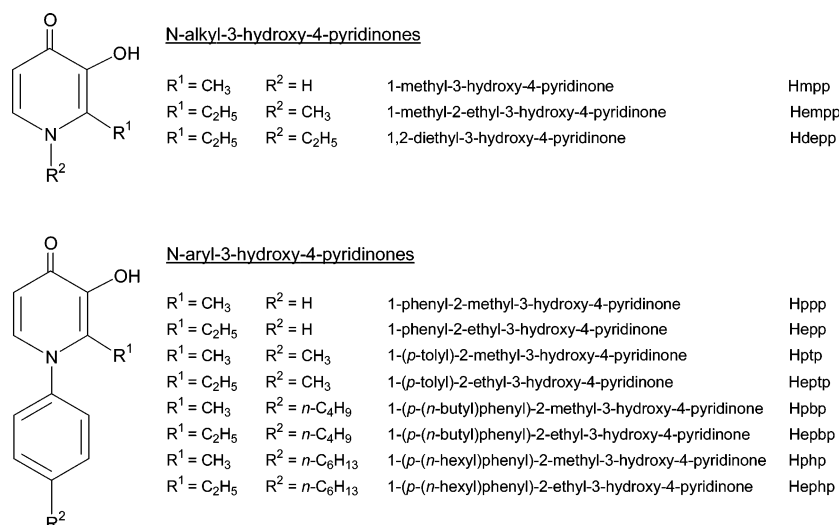 O
OH
R¹
N
R²
N-alkyl-3-hydroxy-4-pyridinones
R¹ = CH₃ R² = H 1-methyl-3-hydroxy-4-pyridinone Hmpp
R¹ = C₂H₅ R² = CH₃ 1-methyl-2-ethyl-3-hydroxy-4-pyridinone Hempp
R¹ = C₂H₅ R² = C₂H₅ 1,2-diethyl-3-hydroxy-4-pyridinone Hdepp
O
OH
R¹
N
R²
N-aryl-3-hydroxy-4-pyridinones
R¹ = CH₃ R² = H 1-phenyl-2-methyl-3-hydroxy-4-pyridinone Hppp
R¹ = C₂H₅ R² = H 1-phenyl-2-ethyl-3-hydroxy-4-pyridinone Hepp
R¹ = CH₃ R² = CH₃ 1-(p-tolyl)-2-methyl-3-hydroxy-4-pyridinone Hptp
R¹ = C₂H₅ R² = CH₃ 1-(p-tolyl)-2-ethyl-3-hydroxy-4-pyridinone Heptp
R¹ = CH₃ R² = n-C₄H₉ 1-(p-(n-butyl)phenyl)-2-methyl-3-hydroxy-4-pyridinone Hpbp
R¹ = C₂H₅ R² = n-C₄H₉ 1-(p-(n-butyl)phenyl)-2-ethyl-3-hydroxy-4-pyridinone Hepbp
R¹ = CH₃ R² = n-C₆H₁₃ 1-(p-(n-hexyl)phenyl)-2-methyl-3-hydroxy-4-pyridinone Hphp
R¹ = C₂H₅ R² = n-C₆H₁₃ 1-(p-(n-hexyl)phenyl)-2-ethyl-3-hydroxy-4-pyridinone Hephp